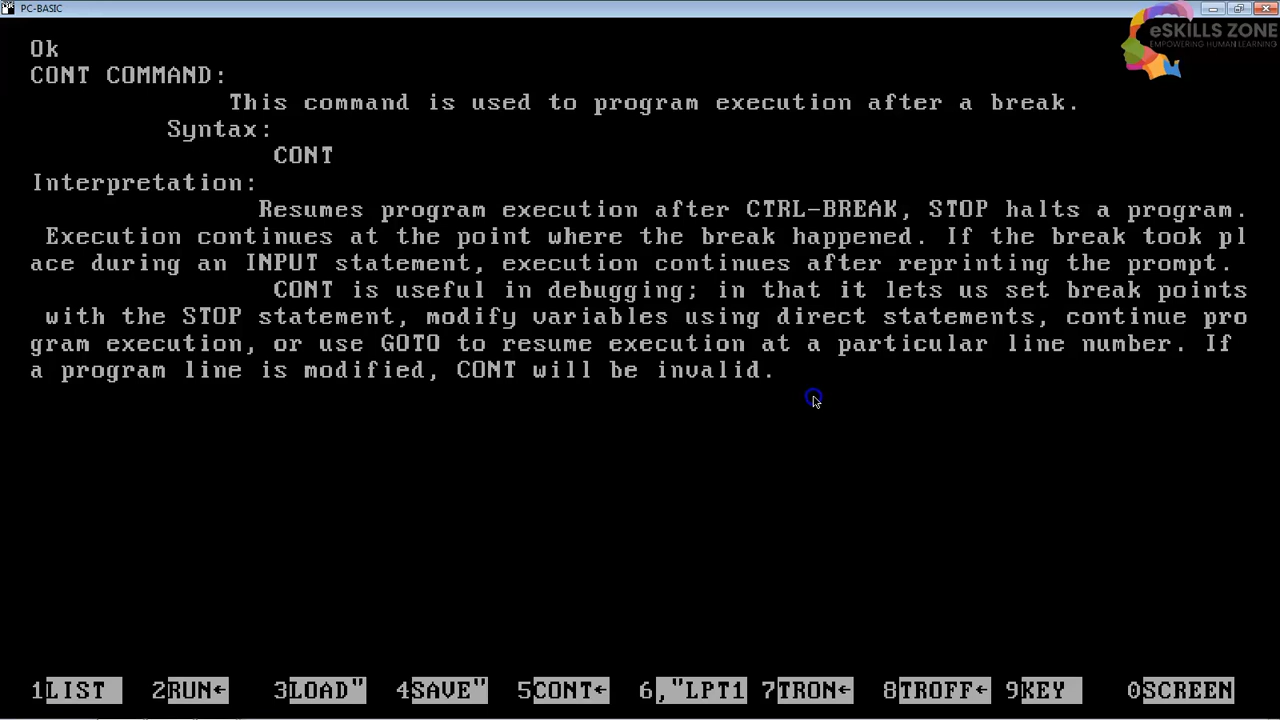 PC-BASIC
eSKILLS ZONE
EMPOWERING HUMAN LEARNING
Ok
CONT COMMAND:
This command is used to program execution after a break.
Syntax:
CONT
Interpretation:
Resumes program execution after CTRL-BREAK, STOP halts a program.
Execution continues at the point where the break happened. If the break took pl
ace during an INPUT statement, execution continues after reprinting the prompt.
CONT is useful in debugging; in that it lets us set break points
with the STOP statement, modify variables using direct statements, continue pro
gram execution, or use GOTO to resume execution at a particular line number. If
a program line is modified, CONT will be invalid.
1LIST 2RUN← 3LOAD" 4SAVE" 5CONT← 6,"LPT1 7TRON← 8TROFF← 9KEY 0SCREEN